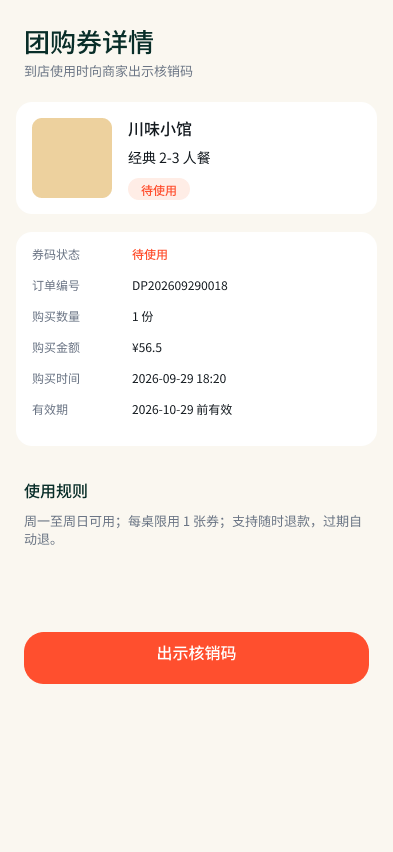 团购券详情
到店使用时向商家出示核销码
川味小馆
经典 2-3 人餐
待使用
券码状态 待使用
订单编号 DP202609290018
购买数量 1 份
购买金额 ¥56.5
购买时间 2026-09-29 18:20
有效期 2026-10-29 前有效
使用规则
周一至周日可用；每桌限用 1 张券；支持随时退款，过期自
动退。
出示核销码